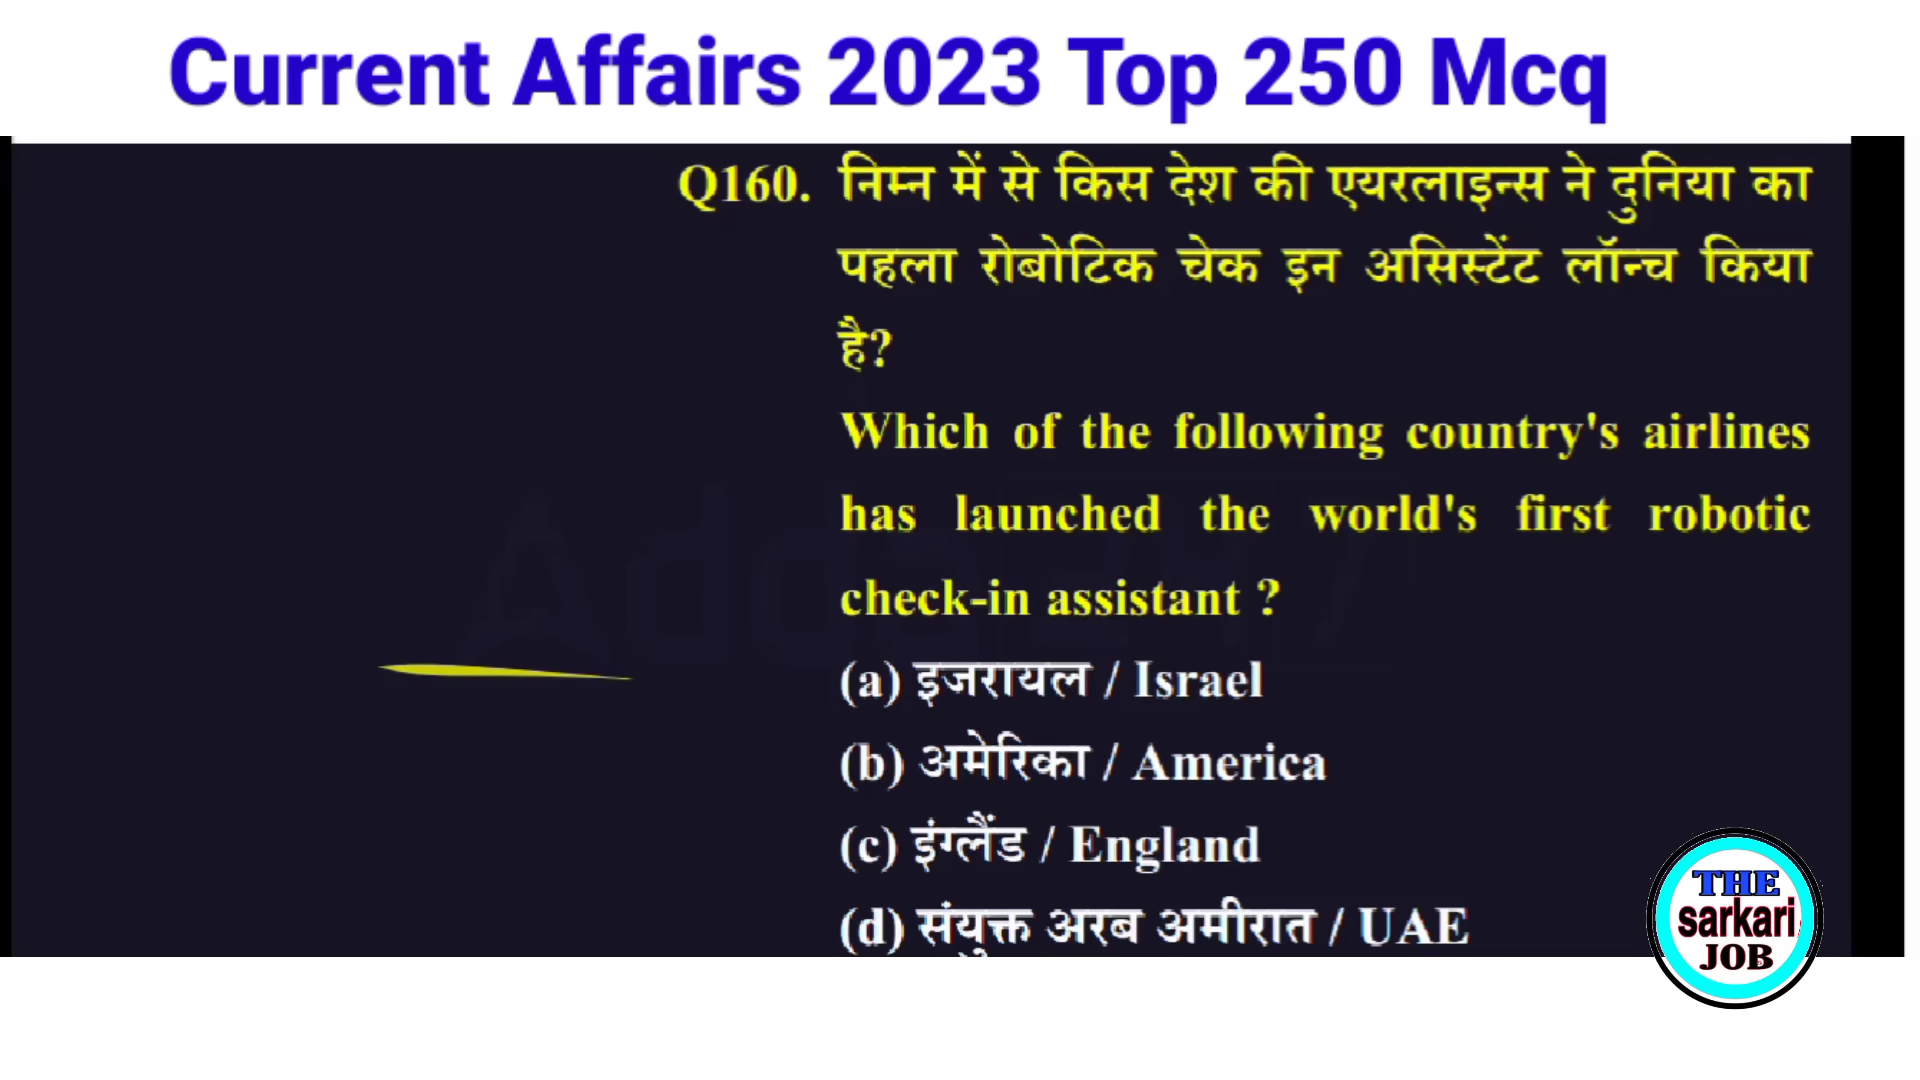 Current Affairs 2023 Top 250 Mcq
Q160. निम्न में से किस देश की एयरलाइन्स ने दुनिया का
पहला रोबोटिक चेक इन असिस्टेंट लॉन्च किया
है?
Which of the following country's airlines
has launched the world's first robotic
check-in assistant ?
(a) इजरायल / Israel
(b) अमेरिका / America
(c) इंग्लैंड / England
(d) संयुक्त अरब अमीरात / UAE
THE
sarkari
JOB